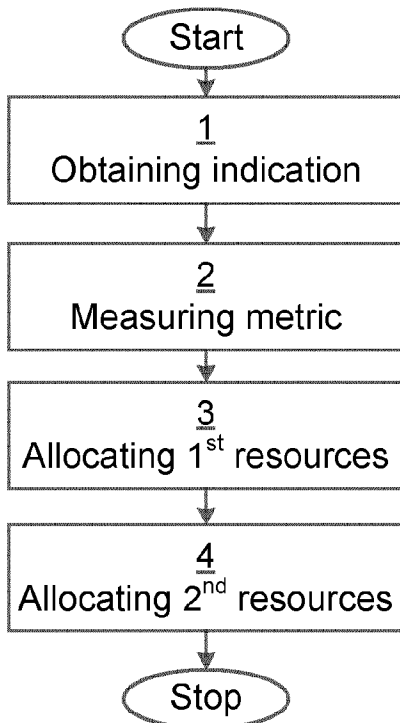 Start
1
Obtaining indication
2
Measuring metric
3
Allocating 1st resources
4
Allocating 2nd resources
Stop